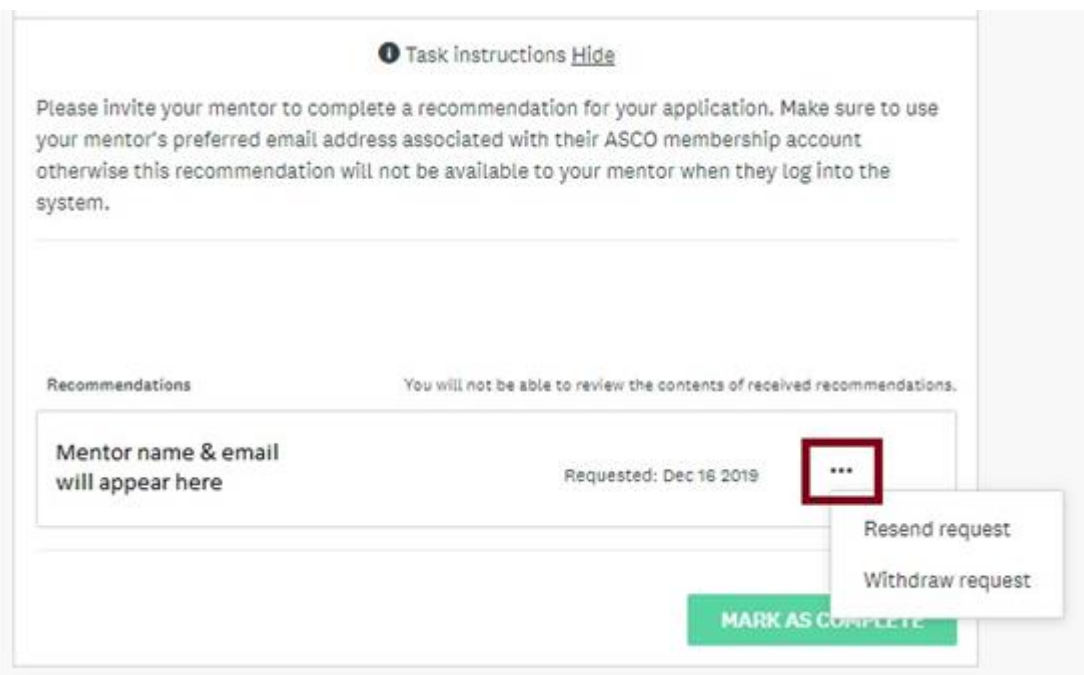 Task instructions Hide
Please invite your mentor to complete a recommendation for your application. Make sure to use
your mentor's preferred email address associated with their ASCO membership account
otherwise this recommendation will not be available to your mentor when they log into the
system.
Recommendations You will not be able to review the contents of received recommendations.
Mentor name & email
will appear here
Requested: Dec 16 2019 •••
Resend request
Withdraw request
MARK AS COMPLETE